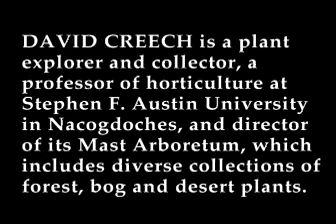 DAVID CREECH is a plant
explorer and collector, a
professor of horticulture at
Stephen F. Austin University
in Nacogdoches, and director
of its Mast Arboretum, which
includes diverse collections of
forest, bog and desert plants.